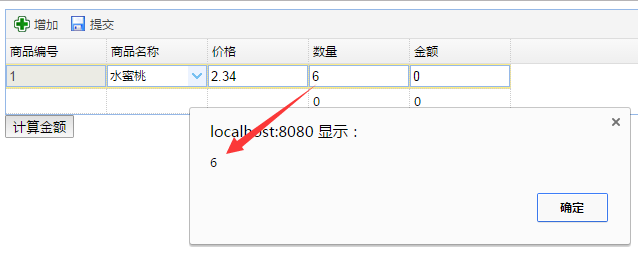 增加 提交
商品编号 商品名称 价格 数量 金额
1 水蜜桃 2.34 6 0
0 0
计算金额
localhost:8080 显示：
6
确定